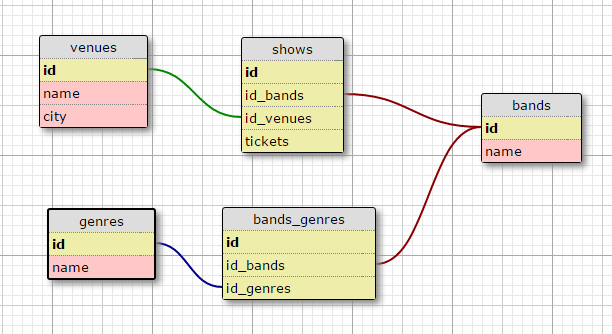 venues
id
name
city
shows
id
id_bands
id_venues
tickets
bands
id
name
genres
id
name
bands_genres
id
id_bands
id_genres